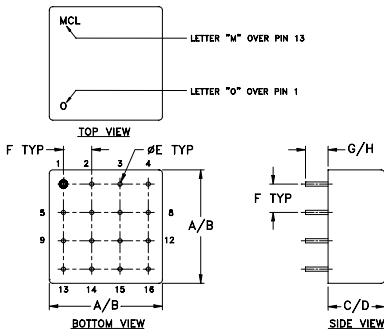 MCL
LETTER "M" OVER PIN 13
O
LETTER "O" OVER PIN 1
TOP VIEW
F TYP
ØE TYP
G/H
1 2 3 4
F TYP
5 8
A/B
9 12
13 14 15 16
A/B
C/D
BOTTOM VIEW
SIDE VIEW